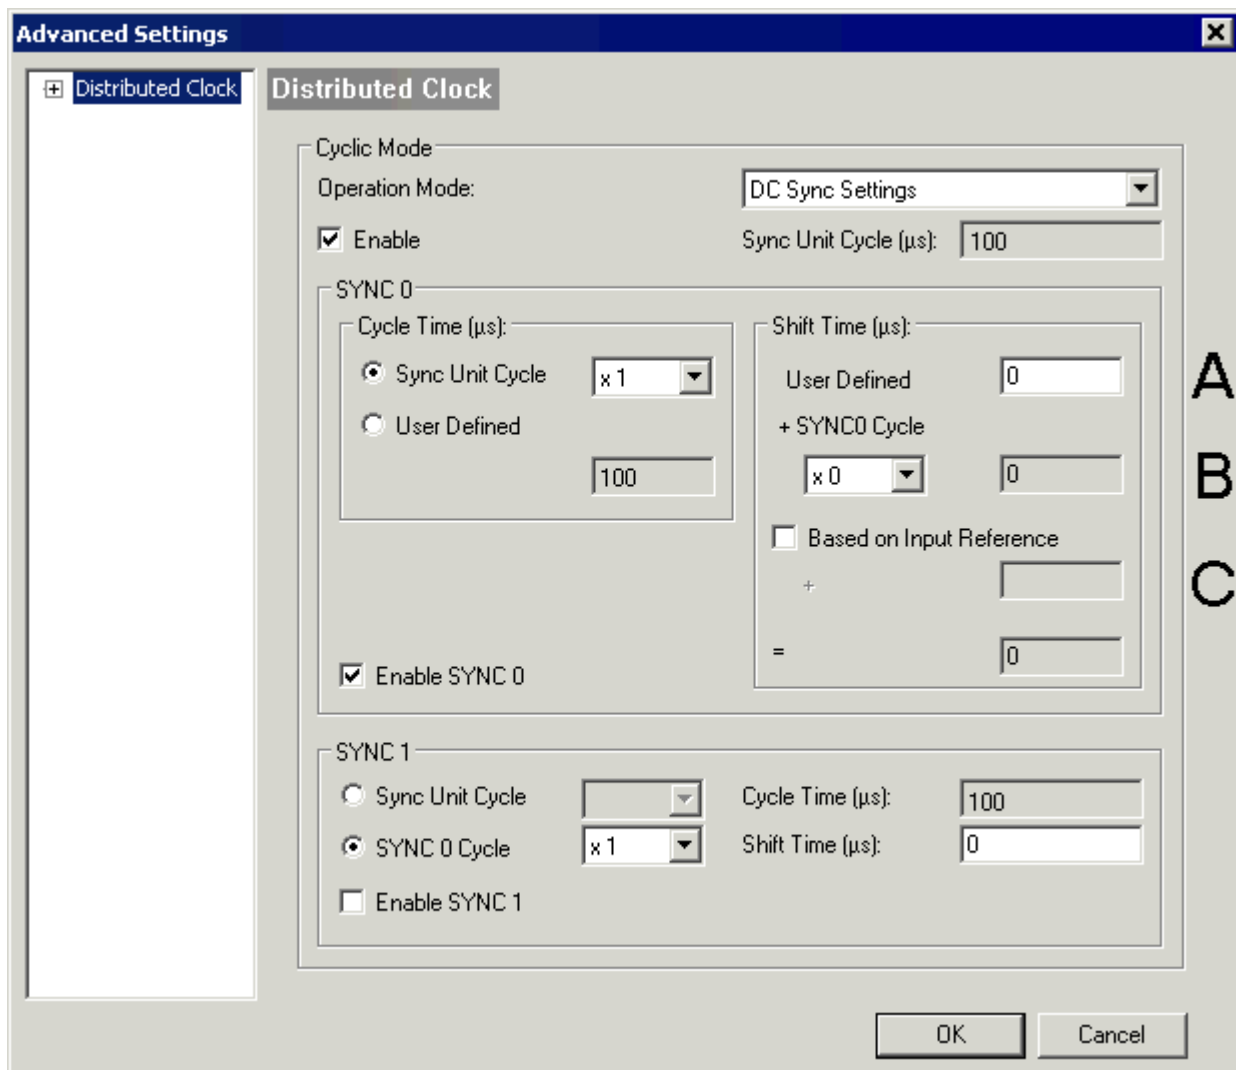 Advanced Settings
Distributed Clock
Distributed Clock
Cyclic Mode
Operation Mode:
DC Sync Settings
Enable
Sync Unit Cycle (µs):
100
SYNC 0
Cycle Time (µs):
Sync Unit Cycle
x 1
User Defined
100
Enable SYNC 0
Shift Time (µs):
User Defined
0
A
+ SYNC0 Cycle
x 0
0
B
Based on Input Reference
+
C
=
0
SYNC 1
Sync Unit Cycle
Cycle Time (µs):
100
SYNC 0 Cycle
x 1
Shift Time (µs):
0
Enable SYNC 1
OK
Cancel